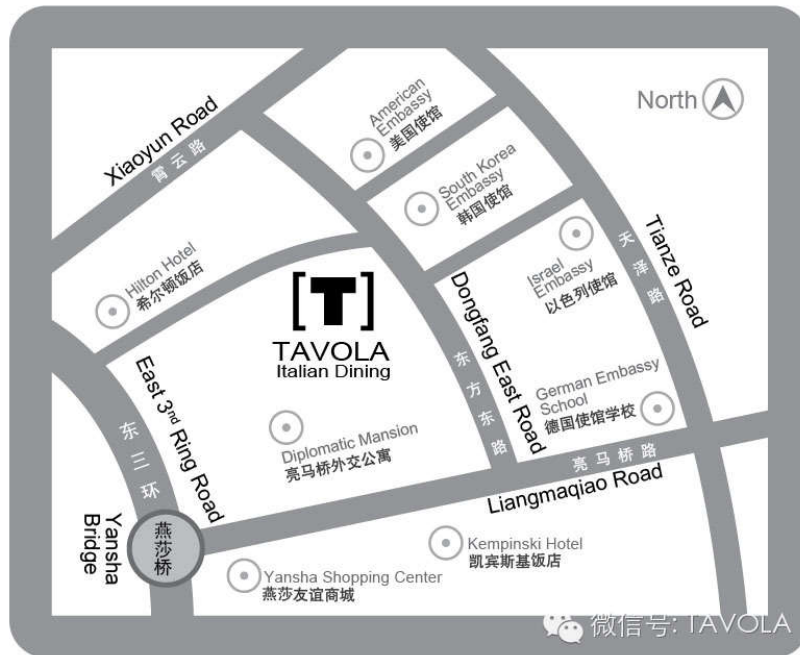 North
Xiaoyun Road
霄云路
American
Embassy
美国使馆
South Korea
Embassy
韩国使馆
Israel
Embassy
以色列使馆
Tianze Road
天泽路
Hilton Hotel
希尔顿饭店
[T]
TAVOLA
Italian Dining
Dongfang East Road
东方东路
German Embassy
School
德国使馆学校
East 3rd Ring Road
东三环
Diplomatic Mansion
亮马桥外交公寓
亮马桥路
Liangmaqiao Road
Yansha
Bridge
燕莎桥
Kempinski Hotel
凯宾斯基饭店
Yansha Shopping Center
燕莎友谊商城
微信号: TAVOLA